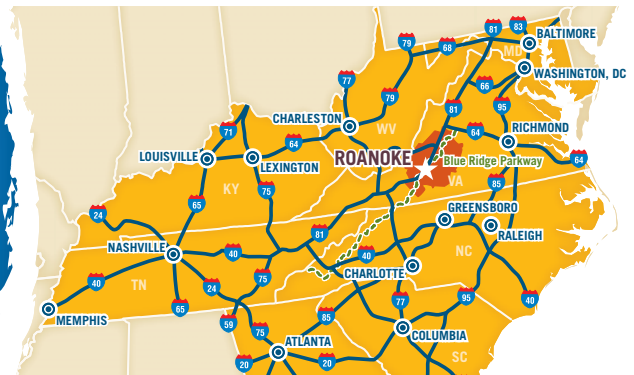 81
83
79
68
BALTIMORE
MD
WASHINGTON, DC
77
66
79
81
95
CHARLESTON
71
64
WV
64
RICHMOND
LOUISVILLE
LEXINGTON
ROANOKE
Blue Ridge Parkway
64
KY
75
VA
85
65
24
GREENSBORO
81
RALEIGH
NASHVILLE
40
40
NC
CHARLOTTE
75
40
TN
24
77
95
40
65
MEMPHIS
59
75
85
ATLANTA
COLUMBIA
20
20
SC